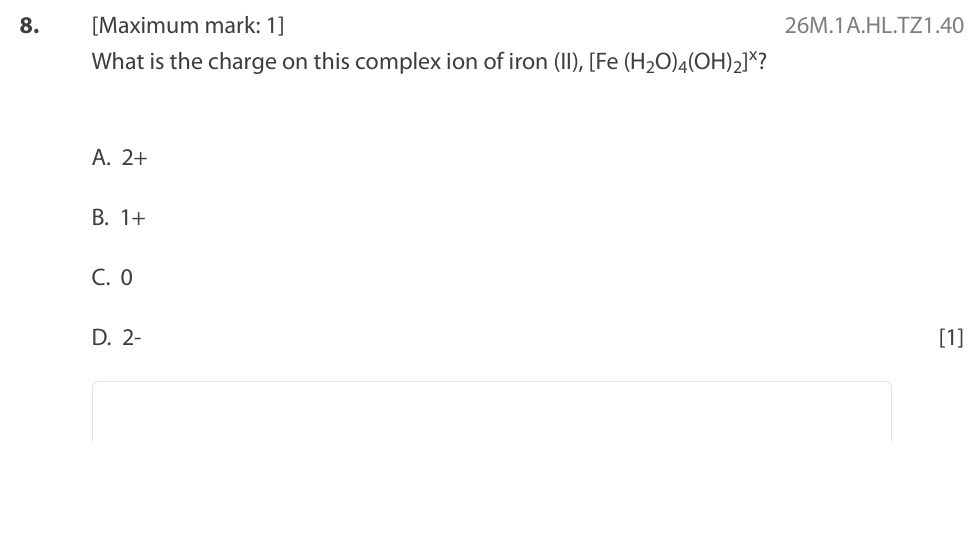 8. [Maximum mark: 1] 26M.1A.HL.TZ1.40
What is the charge on this complex ion of iron (II), [Fe (H₂O)₄(OH)₂]ˣ?
A. 2+
B. 1+
C. 0
D. 2- [1]